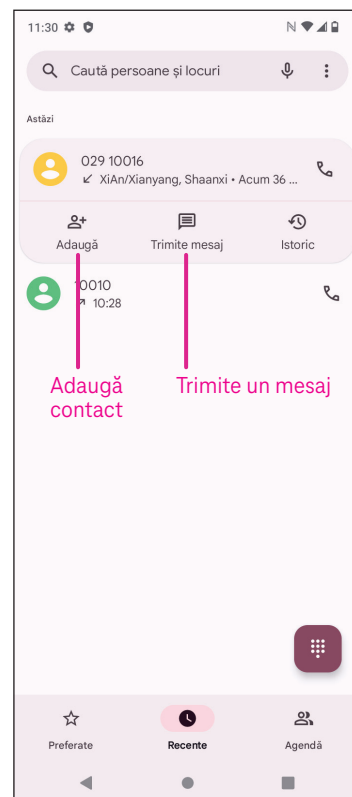 11:30
Caută persoane și locuri
Astăzi
029 10016
↙ XiAn/Xianyang, Shaanxi • Acum 36 ...
Adaugă Trimite mesaj Istoric
10010
↗ 10:28
Adaugă Trimite un mesaj
contact
Preferate Recente Agendă